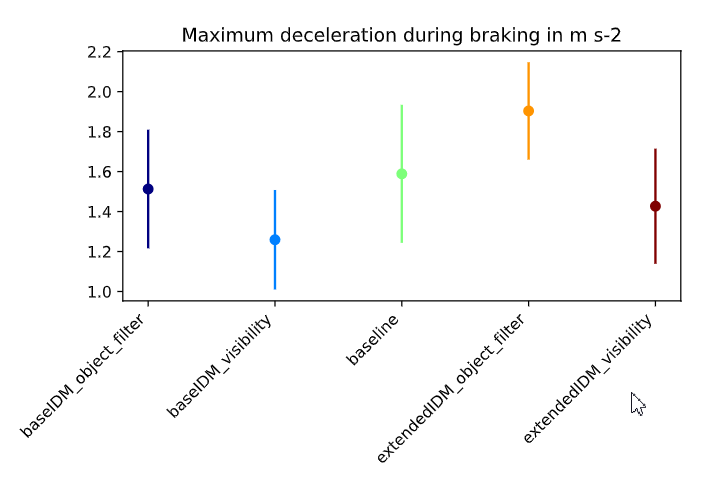 Maximum deceleration during braking in m s-2
2.2
2.0
1.8
1.6
1.4
1.2
1.0
baseIDM_object_filter
baseIDM_visibility
baseline
extendedIDM_object_filter
extendedIDM_visibility